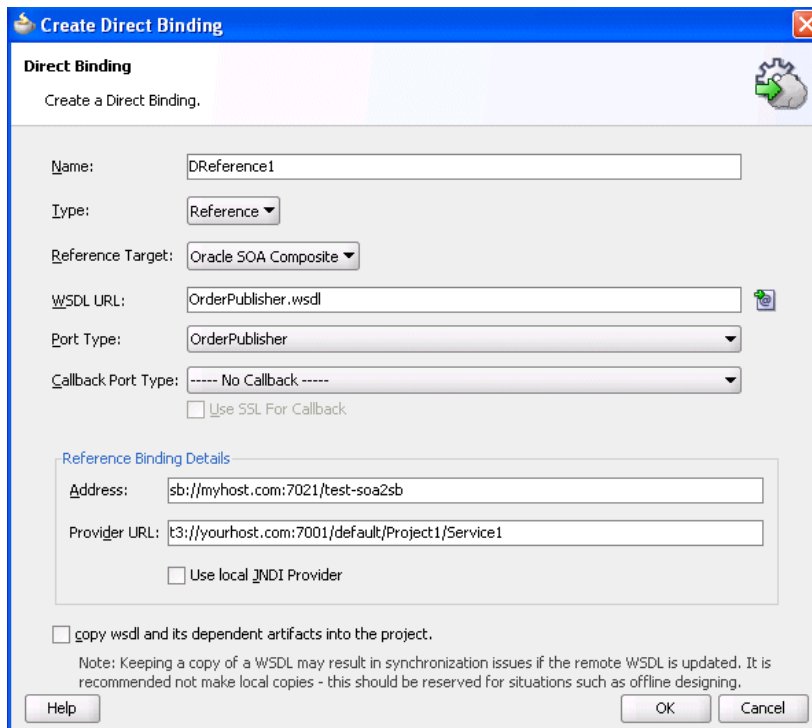 Create Direct Binding
Direct Binding
Create a Direct Binding.
Name: DReference1
Type: Reference
Reference Target: Oracle SOA Composite
WSDL URL: OrderPublisher.wsdl
Port Type: OrderPublisher
Callback Port Type: ----- No Callback -----
Use SSL For Callback
Reference Binding Details
Address: sb://myhost.com:7021/test-soa2sb
Provider URL: t3://yourhost.com:7001/default/Project1/Service1
Use local JNDI Provider
copy wsdl and its dependent artifacts into the project.
Note: Keeping a copy of a WSDL may result in synchronization issues if the remote WSDL is updated. It is
recommended not make local copies - this should be reserved for situations such as offline designing.
Help OK Cancel